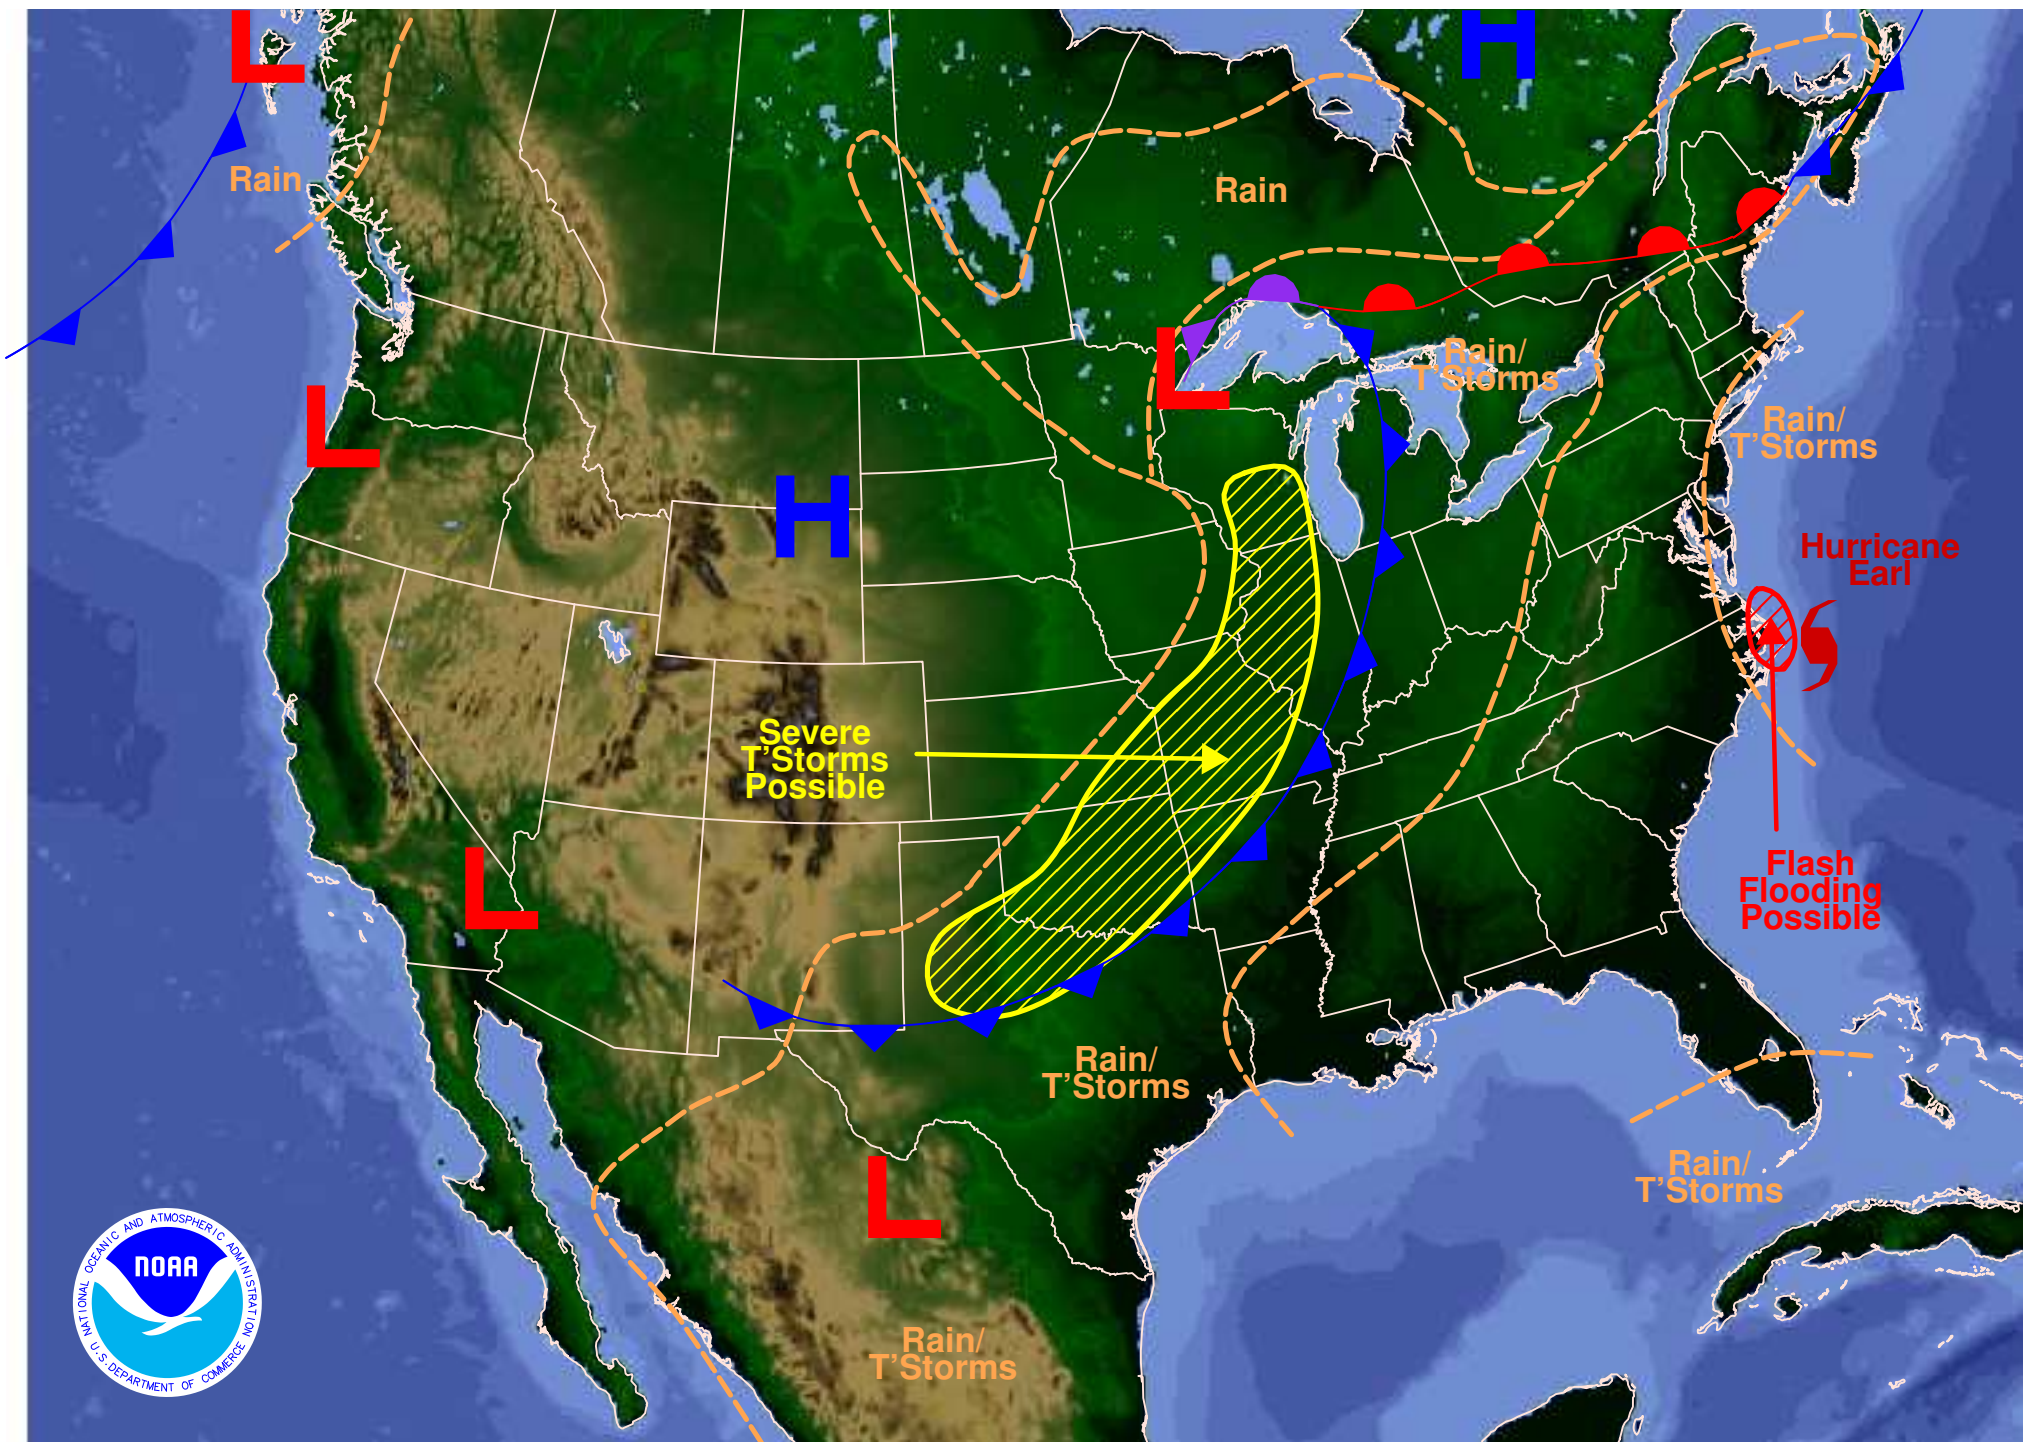 L
H
Rain
Rain
L
Rain/
T'Storms
L
Rain/
T'Storms
H
Hurricane
Earl
Severe
T'Storms
Possible
L
Flash
Flooding
Possible
Rain/
T'Storms
L
Rain/
T'Storms
Rain/
T'Storms
NATIONAL OCEANIC AND ATMOSPHERIC ADMINISTRATION
NOAA
U.S. DEPARTMENT OF COMMERCE